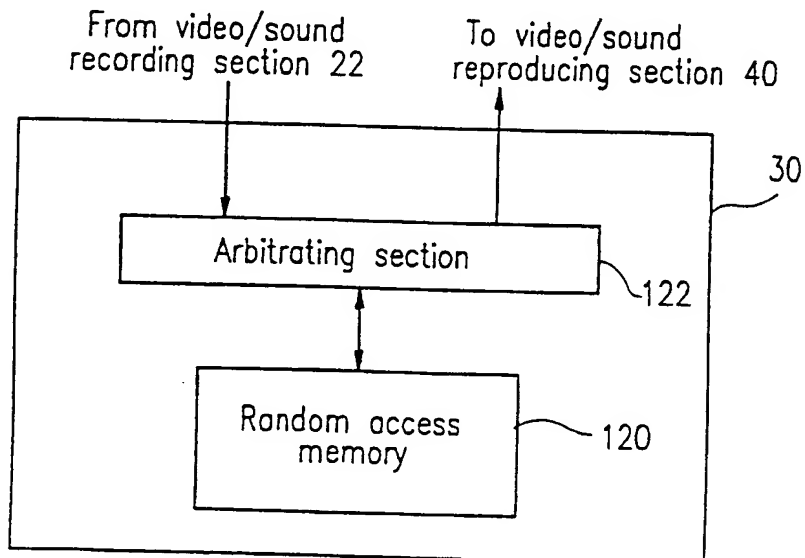 From video/sound
recording section 22
To video/sound
reproducing section 40
30
Arbitrating section
122
Random access
memory
120